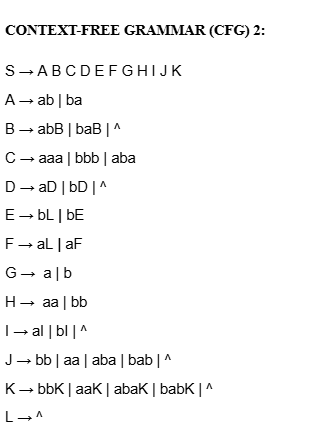 CONTEXT-FREE GRAMMAR (CFG) 2:
S → A B C D E F G H I J K
A → ab | ba
B → abB | baB | ^
C → aaa | bbb | aba
D → aD | bD | ^
E → bL | bE
F → aL | aF
G → a | b
H → aa | bb
I → aI | bI | ^
J → bb | aa | aba | bab | ^
K → bbK | aaK | abaK | babK | ^
L → ^